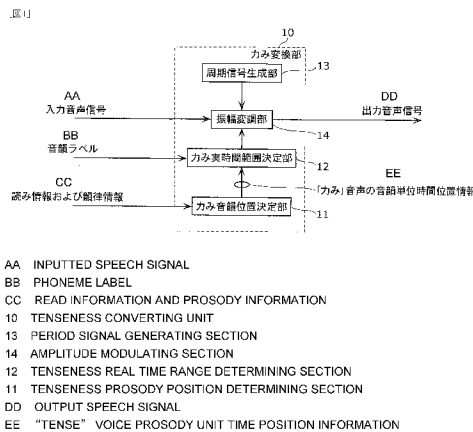 [図1]
10
力み変換部
周期信号生成部
13
AA
入力音声信号
振幅変調部
14
DD
出力音声信号
BB
音韻ラベル
力み実時間範囲決定部
12
EE
「力み」音声の音韻単位時間位置情報
CC
読み情報および韻律情報
力み音韻位置決定部
11
AA INPUTTED SPEECH SIGNAL
BB PHONEME LABEL
CC READ INFORMATION AND PROSODY INFORMATION
10 TENSENESS CONVERTING UNIT
13 PERIOD SIGNAL GENERATING SECTION
14 AMPLITUDE MODULATING SECTION
12 TENSENESS REAL TIME RANGE DETERMINING SECTION
11 TENSENESS PROSODY POSITION DETERMINING SECTION
DD OUTPUT SPEECH SIGNAL
EE "TENSE" VOICE PROSODY UNIT TIME POSITION INFORMATION